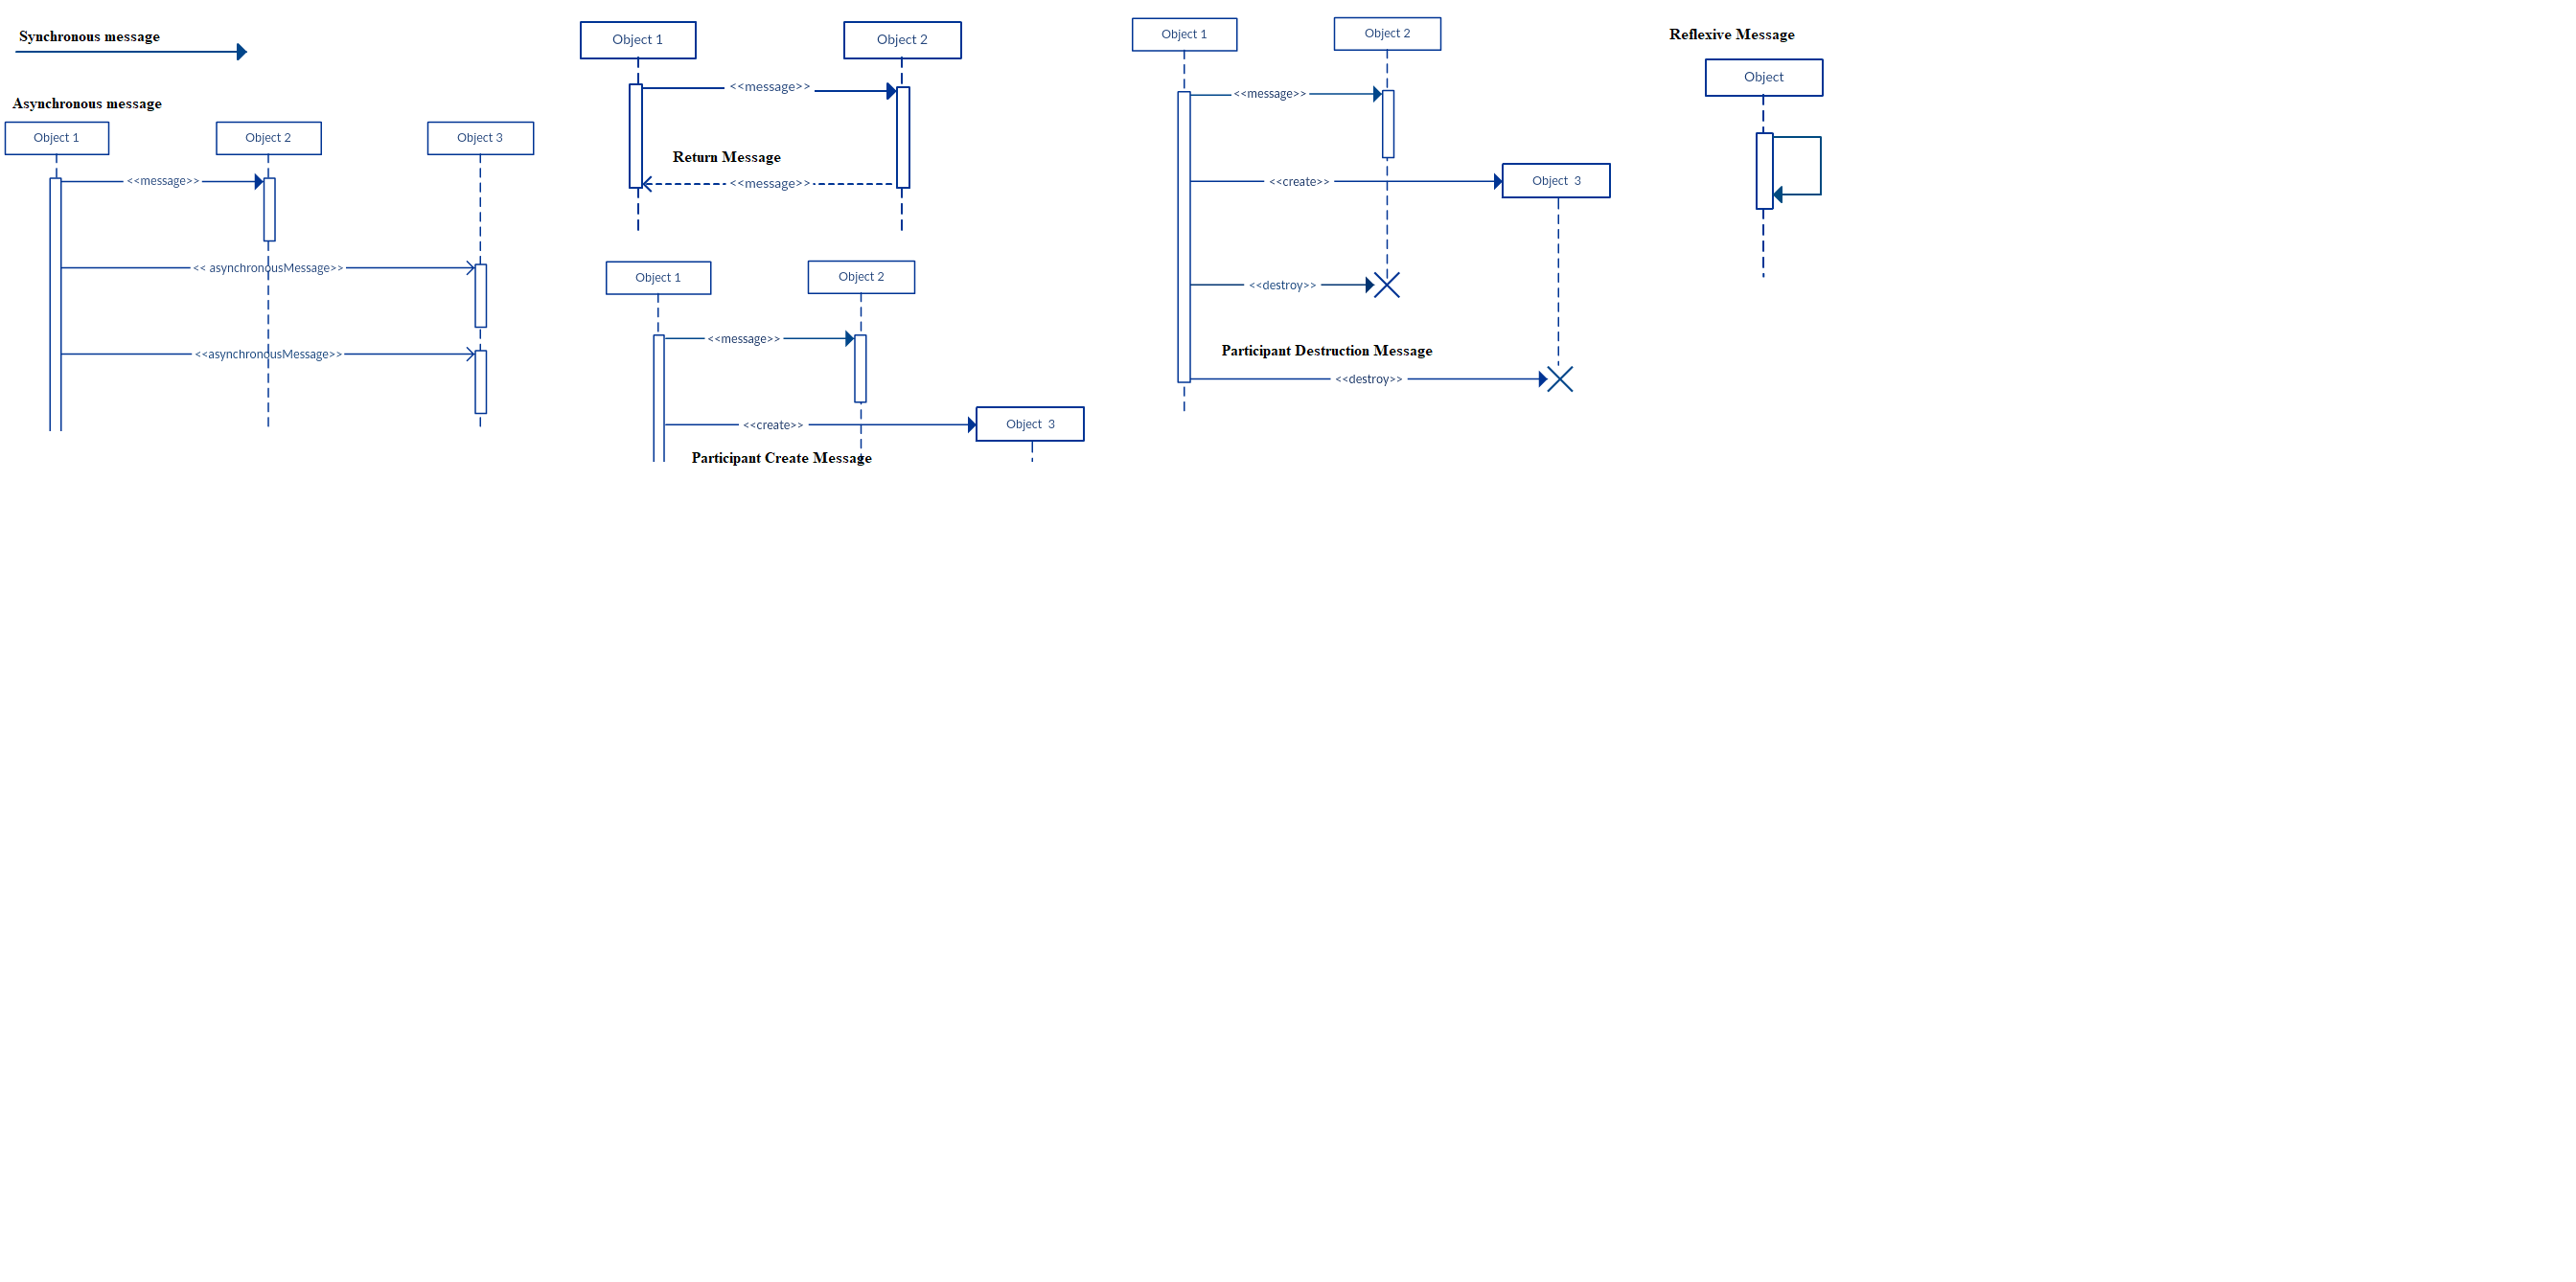 Synchronous message
Asynchronous message
Object 1
Object 2
Object 3
<<message>>
<< asynchronousMessage>>
<<asynchronousMessage>>
Object 1
Object 2
<<message>>
Return Message
<<message>>
Object 1
Object 2
<<message>>
<<create>>
Object 3
Participant Create Message
Object 1
Object 2
<<message>>
<<create>>
Object 3
<<destroy>>
Participant Destruction Message
<<destroy>>
Reflexive Message
Object